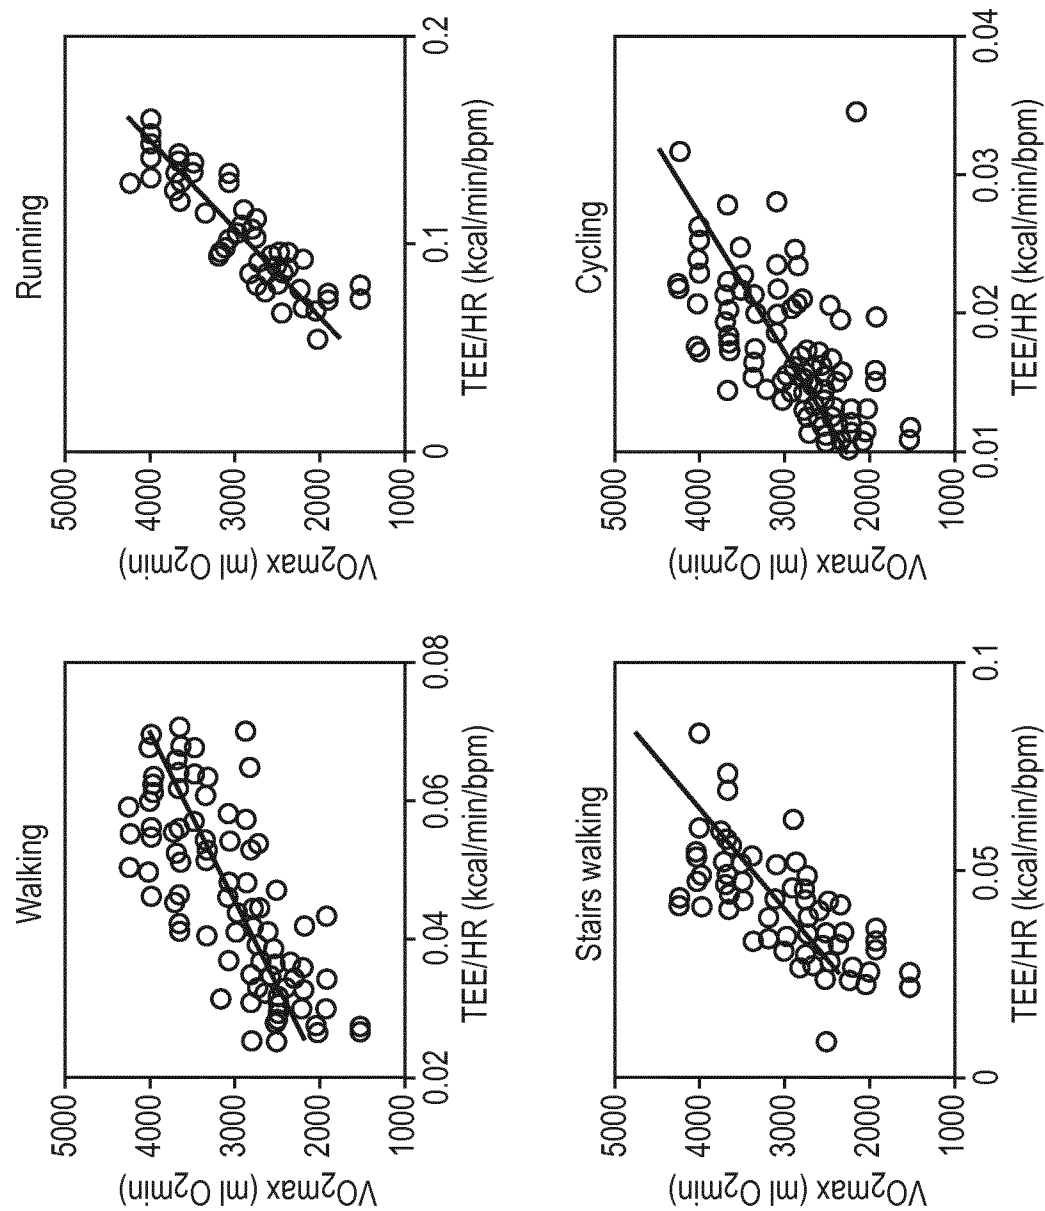 Walking
VO2max (ml O2min)
5000
4000
3000
2000
1000
0.02
0.04
0.06
0.08
TEE/HR (kcal/min/bpm)
Running
VO2max (ml O2min)
5000
4000
3000
2000
1000
0
0.1
0.2
TEE/HR (kcal/min/bpm)
Stairs walking
VO2max (ml O2min)
5000
4000
3000
2000
1000
0
0.05
0.1
TEE/HR (kcal/min/bpm)
Cycling
VO2max (ml O2min)
5000
4000
3000
2000
1000
0.01
0.02
0.03
0.04
TEE/HR (kcal/min/bpm)